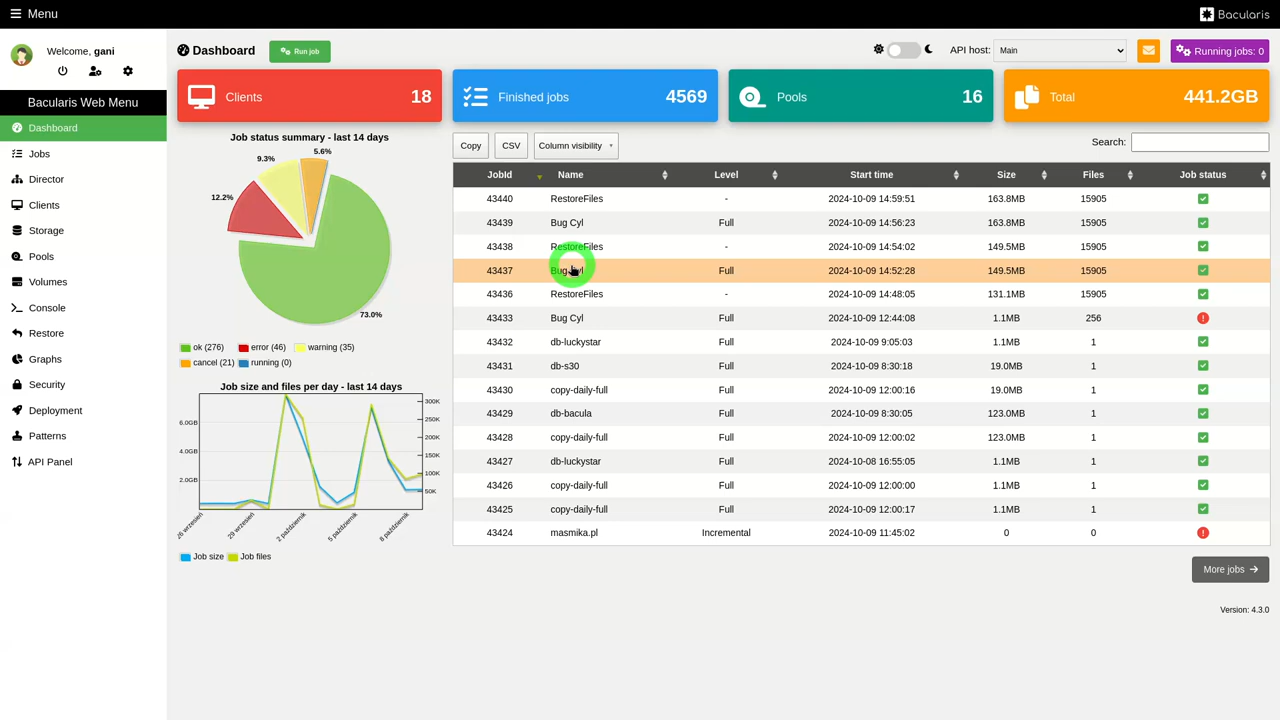 Menu
Bacularis
Welcome, gani
Bacularis Web Menu
Dashboard
Jobs
Director
Clients
Storage
Pools
Volumes
Console
Restore
Graphs
Security
Deployment
Patterns
API Panel
Dashboard Run job API host: Main Running jobs: 0
Clients 18
Finished jobs 4569
Pools 16
Total 441.2GB
Job status summary - last 14 days
5.6%
9.3%
12.2%
73.0%
ok (276) error (46) warning (35)
cancel (21) running (0)
Job size and files per day - last 14 days
6.0GB
4.0GB
2.0GB
300K
250K
200K
150K
100K
50K
29 wrzesień
2 październik
5 październik
8 październik
Job size Job files
Copy CSV Column visibility Search:
JobId Name Level Start time Size Files Job status
43440 RestoreFiles - 2024-10-09 14:59:51 163.8MB 15905
43439 Bug Cyl Full 2024-10-09 14:56:23 163.8MB 15905
43438 RestoreFiles - 2024-10-09 14:54:02 149.5MB 15905
43437 Bug Cyl Full 2024-10-09 14:52:28 149.5MB 15905
43436 RestoreFiles - 2024-10-09 14:48:05 131.1MB 15905
43433 Bug Cyl Full 2024-10-09 12:44:08 1.1MB 256
43432 db-luckystar Full 2024-10-09 9:05:03 1.1MB 1
43431 db-s30 Full 2024-10-09 8:30:18 19.0MB 1
43430 copy-daily-full Full 2024-10-09 12:00:16 19.0MB 1
43429 db-bacula Full 2024-10-09 8:30:05 123.0MB 1
43428 copy-daily-full Full 2024-10-09 12:00:02 123.0MB 1
43427 db-luckystar Full 2024-10-08 16:55:05 1.1MB 1
43426 copy-daily-full Full 2024-10-09 12:00:00 1.1MB 1
43425 copy-daily-full Full 2024-10-09 12:00:17 1.1MB 1
43424 masmika.pl Incremental 2024-10-09 11:45:02 0 0
More jobs
Version: 4.3.0